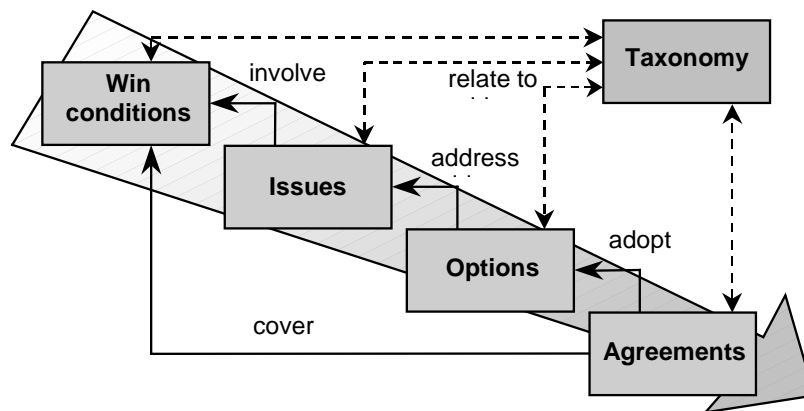 Taxonomy
Win
conditions
involve
relate to
Issues
address
Options
adopt
cover
Agreements